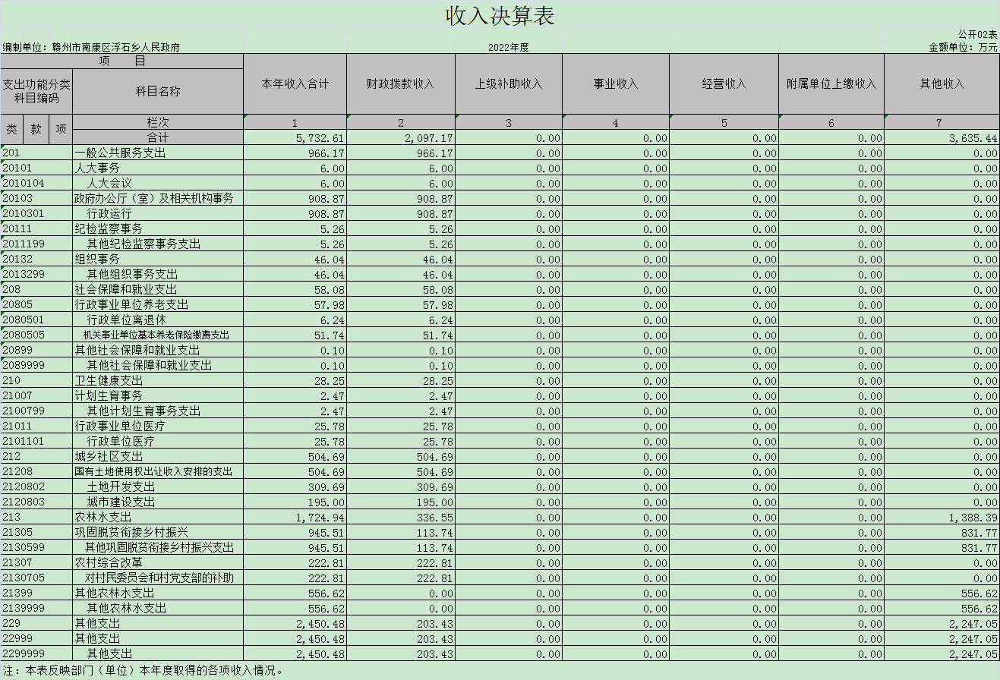 收入决算表
公开02表
编制单位：赣州市南康区浮石乡人民政府 2022年度 金额单位：万元
项 目 本年收入合计 财政拨款收入 上级补助收入 事业收入 经营收入 附属单位上缴收入 其他收入
支出功能分类科目编码 科目名称
类 款 项 栏次 1 2 3 4 5 6 7
合计 5,732.61 2,097.17 0.00 0.00 0.00 0.00 3,635.44
201 一般公共服务支出 966.17 966.17 0.00 0.00 0.00 0.00 0.00
20101 人大事务 6.00 6.00 0.00 0.00 0.00 0.00 0.00
2010104 人大会议 6.00 6.00 0.00 0.00 0.00 0.00 0.00
20103 政府办公厅（室）及相关机构事务 908.87 908.87 0.00 0.00 0.00 0.00 0.00
2010301 行政运行 908.87 908.87 0.00 0.00 0.00 0.00 0.00
20111 纪检监察事务 5.26 5.26 0.00 0.00 0.00 0.00 0.00
2011199 其他纪检监察事务支出 5.26 5.26 0.00 0.00 0.00 0.00 0.00
20132 组织事务 46.04 46.04 0.00 0.00 0.00 0.00 0.00
2013299 其他组织事务支出 46.04 46.04 0.00 0.00 0.00 0.00 0.00
208 社会保障和就业支出 58.08 58.08 0.00 0.00 0.00 0.00 0.00
20805 行政事业单位养老支出 57.98 57.98 0.00 0.00 0.00 0.00 0.00
2080501 行政单位离退休 6.24 6.24 0.00 0.00 0.00 0.00 0.00
2080505 机关事业单位基本养老保险缴费支出 51.74 51.74 0.00 0.00 0.00 0.00 0.00
20899 其他社会保障和就业支出 0.10 0.10 0.00 0.00 0.00 0.00 0.00
2089999 其他社会保障和就业支出 0.10 0.10 0.00 0.00 0.00 0.00 0.00
210 卫生健康支出 28.25 28.25 0.00 0.00 0.00 0.00 0.00
21007 计划生育事务 2.47 2.47 0.00 0.00 0.00 0.00 0.00
2100799 其他计划生育事务支出 2.47 2.47 0.00 0.00 0.00 0.00 0.00
21011 行政事业单位医疗 25.78 25.78 0.00 0.00 0.00 0.00 0.00
2101101 行政单位医疗 25.78 25.78 0.00 0.00 0.00 0.00 0.00
212 城乡社区支出 504.69 504.69 0.00 0.00 0.00 0.00 0.00
21208 国有土地使用权出让收入安排的支出 504.69 504.69 0.00 0.00 0.00 0.00 0.00
2120802 土地开发支出 309.69 309.69 0.00 0.00 0.00 0.00 0.00
2120803 城市建设支出 195.00 195.00 0.00 0.00 0.00 0.00 0.00
213 农林水支出 1,724.94 336.55 0.00 0.00 0.00 0.00 1,388.39
21305 巩固脱贫衔接乡村振兴 945.51 113.74 0.00 0.00 0.00 0.00 831.77
2130599 其他巩固脱贫衔接乡村振兴支出 945.51 113.74 0.00 0.00 0.00 0.00 831.77
21307 农村综合改革 222.81 222.81 0.00 0.00 0.00 0.00 0.00
2130705 对村民委员会和村党支部的补助 222.81 222.81 0.00 0.00 0.00 0.00 0.00
21399 其他农林水支出 556.62 0.00 0.00 0.00 0.00 0.00 556.62
2139999 其他农林水支出 556.62 0.00 0.00 0.00 0.00 0.00 556.62
229 其他支出 2,450.48 203.43 0.00 0.00 0.00 0.00 2,247.05
22999 其他支出 2,450.48 203.43 0.00 0.00 0.00 0.00 2,247.05
2299999 其他支出 2,450.48 203.43 0.00 0.00 0.00 0.00 2,247.05
注：本表反映部门（单位）本年度取得的各项收入情况。